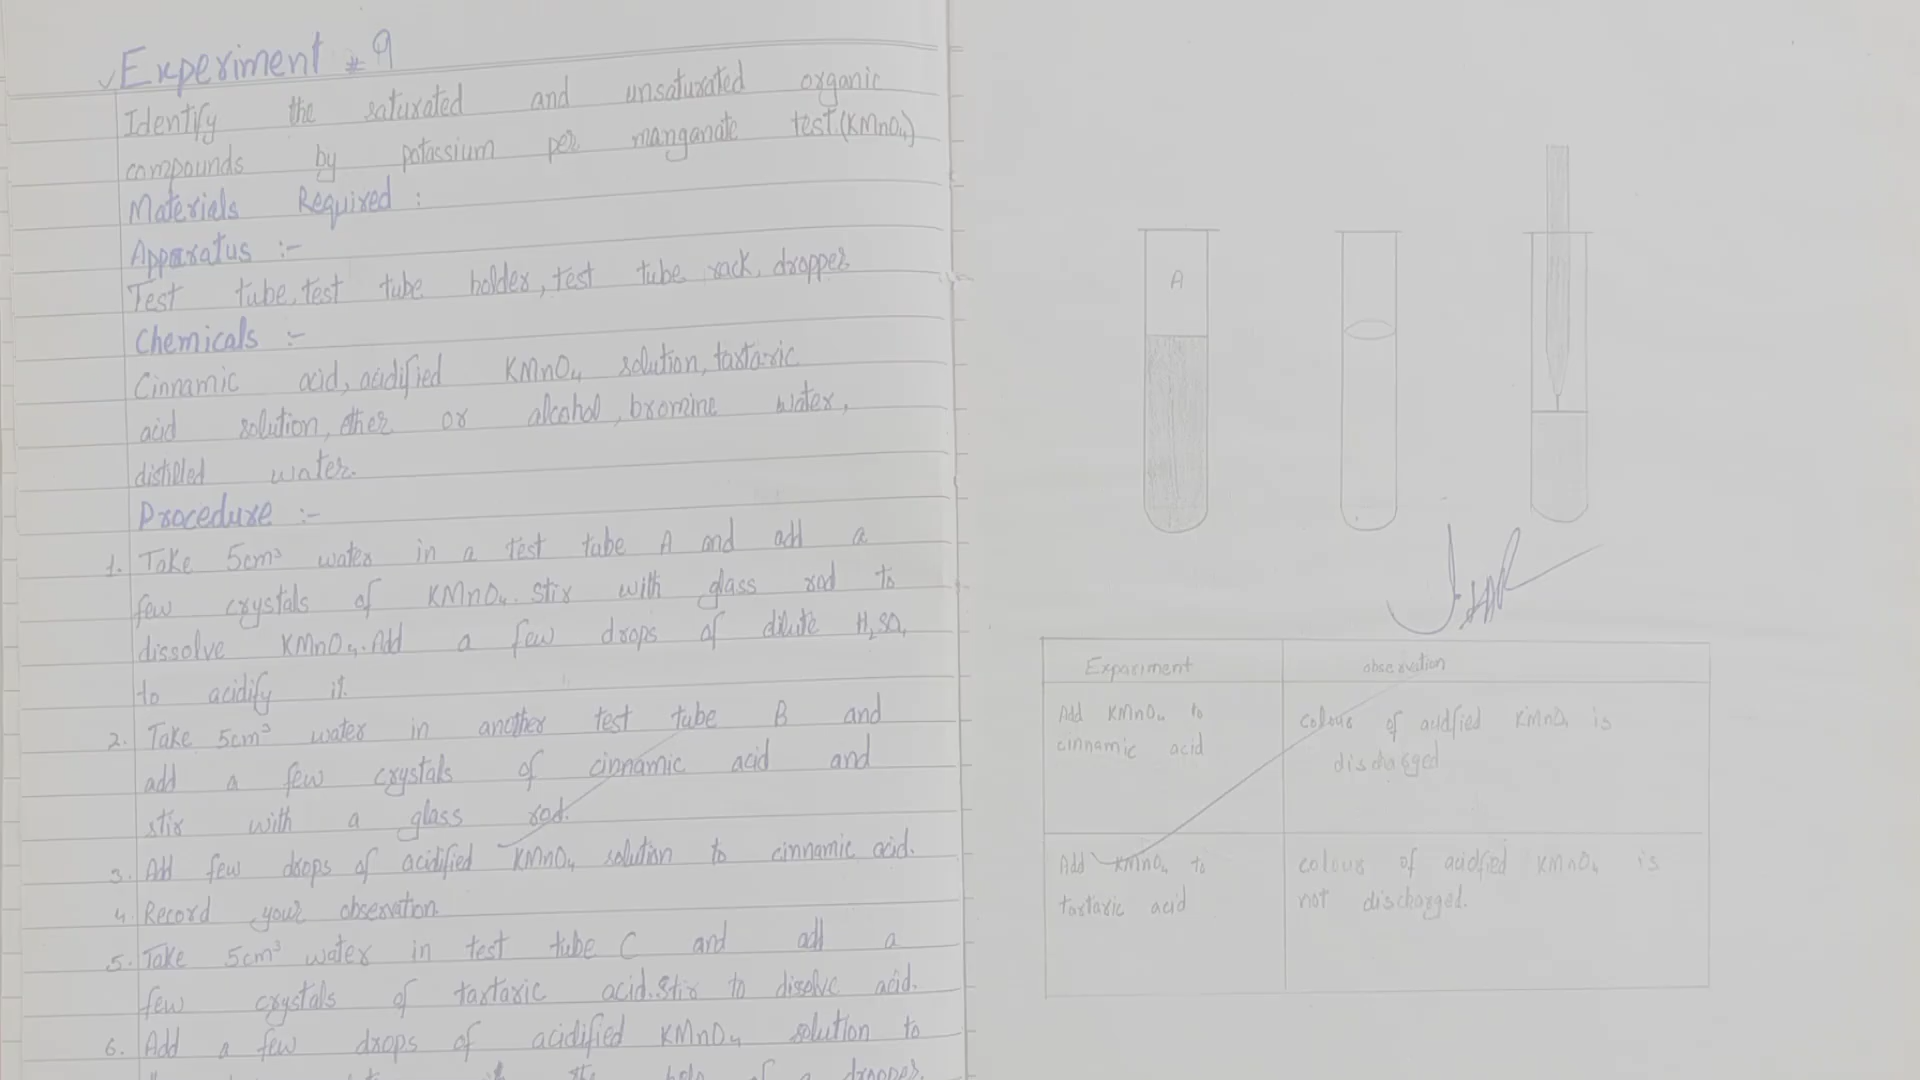 Experiment # 9
Identify the saturated and unsaturated organic
compounds by potassium per manganate test(KMnO4)
Materials Required :
Apparatus :-
Test tube, test tube holder, test tube rack, dropper
Chemicals :-
Cinnamic acid, acidified KMnO4 solution, tartaric
acid solution, ether or alcohol, bromine water,
distilled water.
Procedure :-
1. Take 5cm³ water in a test tube A and add a
few crystals of KMnO4. stir with glass rod to
dissolve KMnO4. Add a few drops of dilute H2SO4
to acidify it.
2. Take 5cm³ water in another test tube B and
add a few crystals of cinnamic acid and
stir with a glass rod.
3. Add few drops of acidified KMnO4 solution to cinnamic acid.
4. Record your observation.
5. Take 5cm³ water in test tube C and add a
few crystals of tartaric acid. Stir to disolve acid.
6. Add a few drops of acidified KMnO4 solution to
the help of a dropper.
A
Expariment observation
Add KMnO4 to colour of acidfied KMnO4 is
cinnamic acid discharged
Add KMnO4 to colour of acidfied KMnO4 is
tartaric acid not discharged.